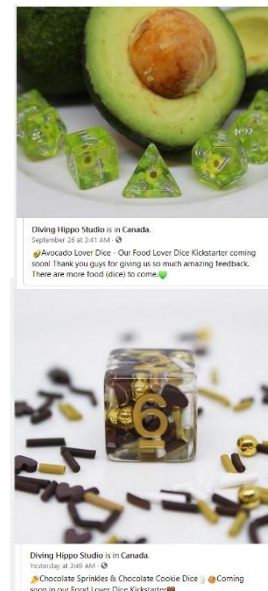 Diving Hippo Studio is in Canada.
September 26 at 3:41 AM ·
🥑Avocado Lover Dice - Our Food Lover Dice Kickstarter coming
soon! Thank you guys for giving us so much amazing feedback.
There are more food (dice) to come.💚
6
Diving Hippo Studio is in Canada.
Yesterday at 3:49 AM ·
Chocolate Sprinkles & Chocolate Cookie Dice 🥛🍪Coming
soon in our Food Lover Dice Kickstarter